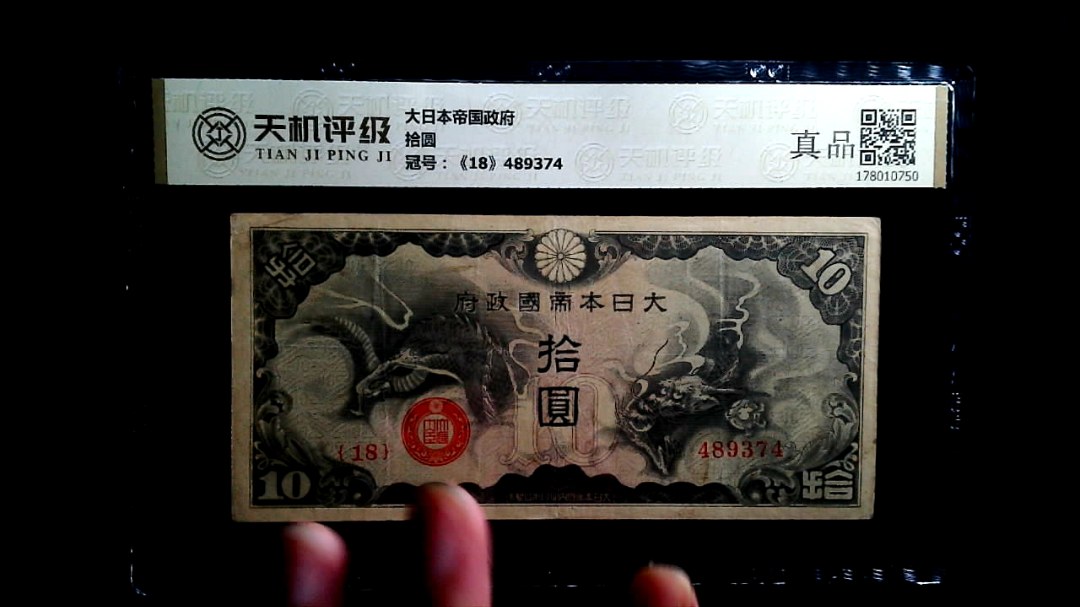 天机评级
TIAN JI PING JI
大日本帝国政府
拾圆
冠号：《18》489374
真品
178010750
拾
10
府政國帝本日大
拾
圓
10
{18}
489374
10
拾